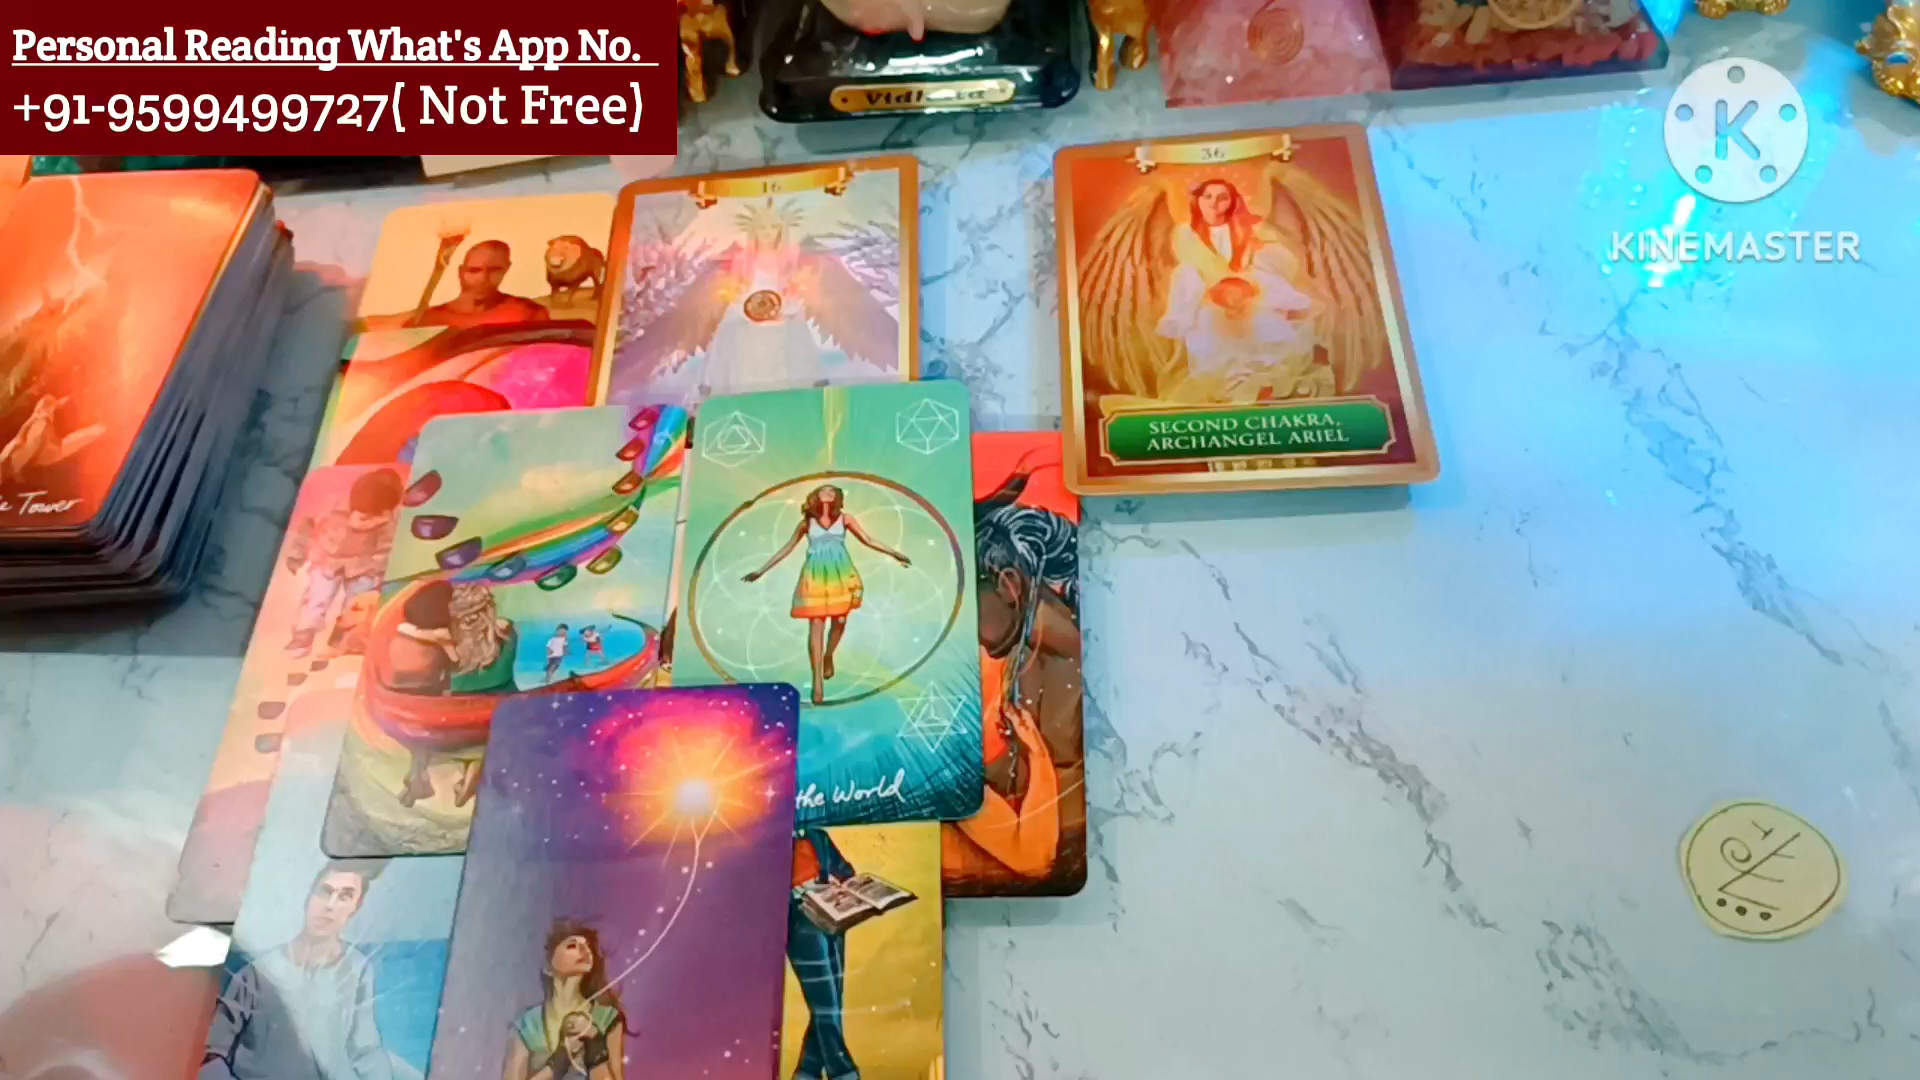 Personal Reading What's App No.
+91-9599499727( Not Free)
K
KINEMASTER
16
36
SECOND CHAKRA,
ARCHANGEL ARIEL
Tower
the World